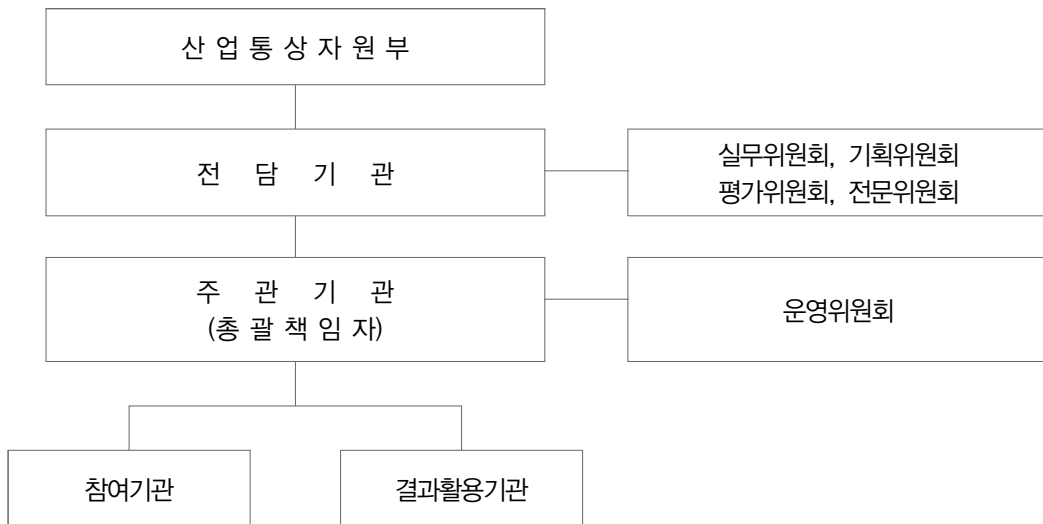 산 업 통 상 자 원 부
전 담 기 관
실무위원회, 기획위원회
평가위원회, 전문위원회
주 관 기 관
(총 괄 책 임 자)
운영위원회
참여기관
결과활용기관